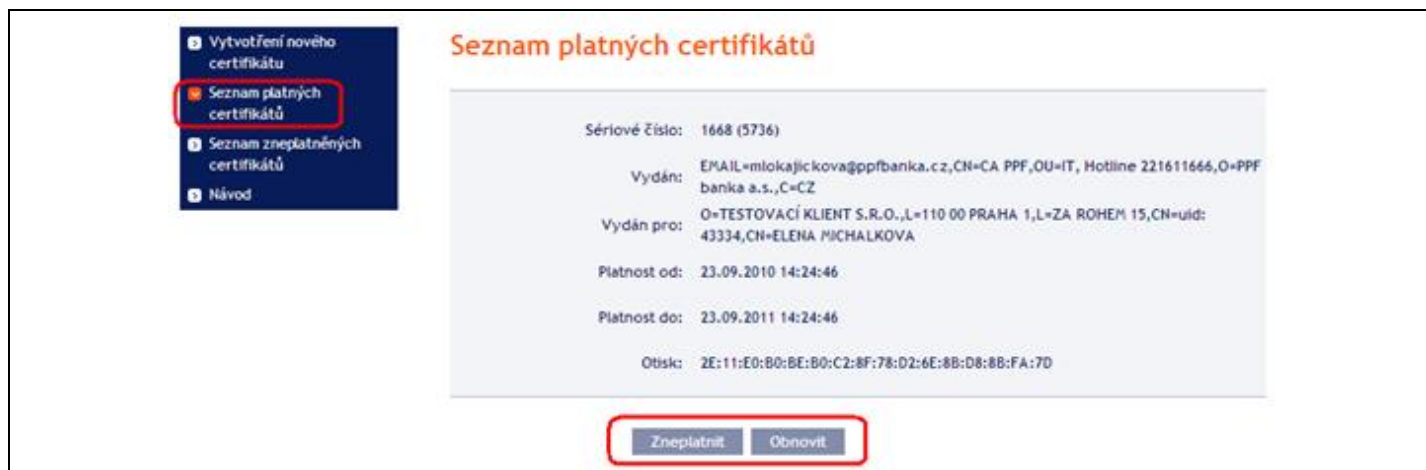 Vytvotření nového
certifikátu
Seznam platných
certifikátů
Seznam zneplatněných
certifikátů
Návod
Seznam platných certifikátů
Sériové číslo: 1668 (5736)
Vydán: EMAIL=mlokajickova@ppfbanka.cz,CN=CA PPF,OU=IT, Hotline 221611666,O=PPF
banka a.s.,C=CZ
Vydán pro: O=TESTOVACÍ KLIENT S.R.O.,L=110 00 PRAHA 1,L=ZA ROHEM 15,CN=uid:
43334,CN=ELENA MICHALKOVA
Platnost od: 23.09.2010 14:24:46
Platnost do: 23.09.2011 14:24:46
Otisk: 2E:11:E0:B0:BE:B0:C2:8F:78:D2:6E:8B:D8:8B:FA:7D
Zneplatnit Obnovit